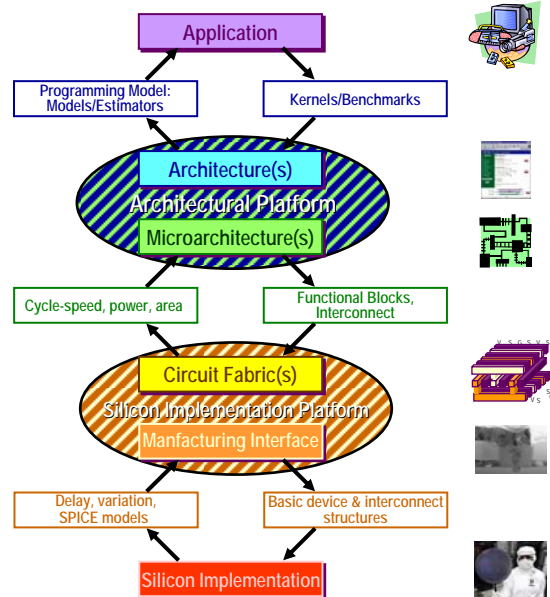 Application
Programming Model:
Models/Estimators
Kernels/Benchmarks
Architecture(s)
Architectural Platform
Microarchitecture(s)
Cycle-speed, power, area
Functional Blocks,
Interconnect
V S G S V S
Circuit Fabric(s)
Silicon Implementation Platform
S
V S
Manfacturing Interface
Delay, variation,
SPICE models
Basic device & interconnect
structures
Silicon Implementation